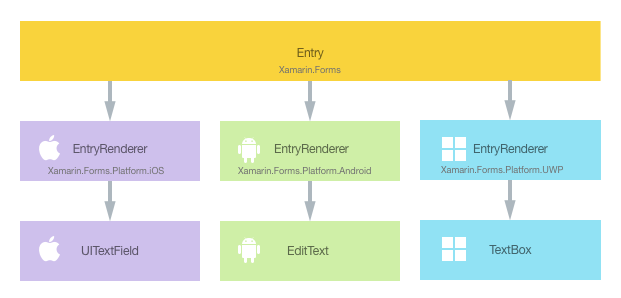 Entry
Xamarin.Forms
EntryRenderer
Xamarin.Forms.Platform.iOS
EntryRenderer
Xamarin.Forms.Platform.Android
EntryRenderer
Xamarin.Forms.Platform.UWP
UITextField
EditText
TextBox